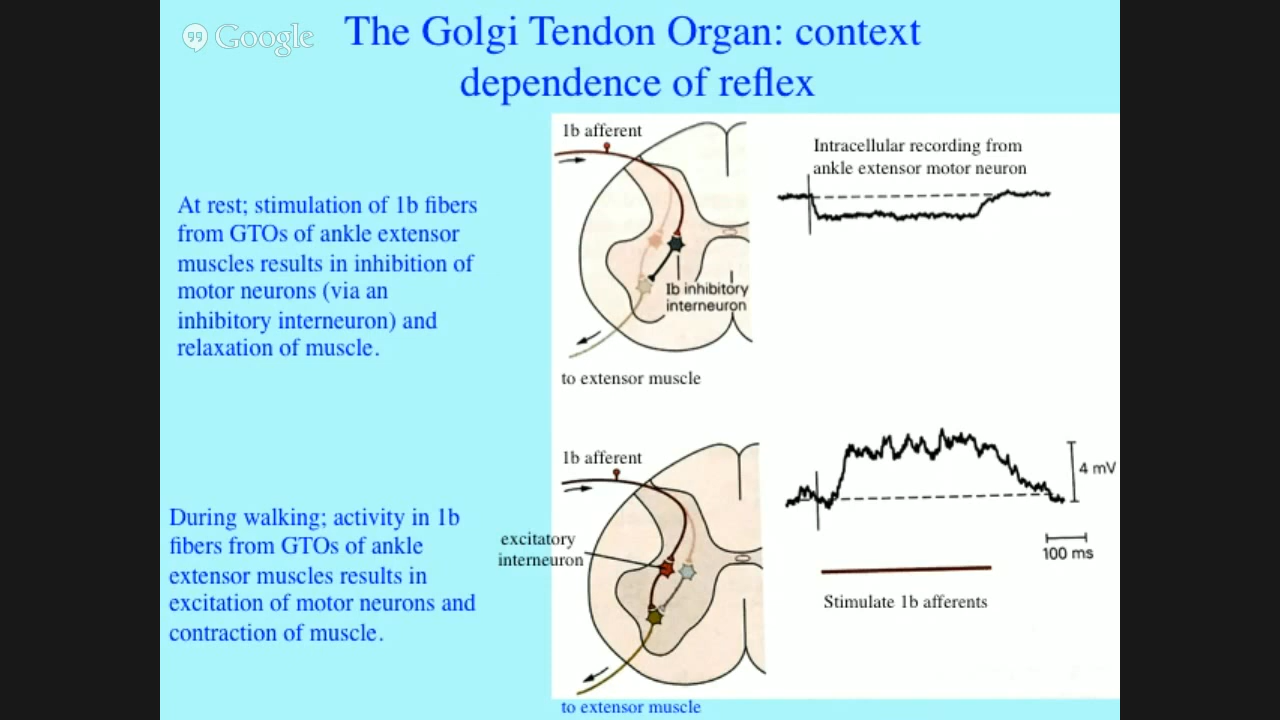 Google
The Golgi Tendon Organ: context
dependence of reflex
At rest; stimulation of 1b fibers
from GTOs of ankle extensor
muscles results in inhibition of
motor neurons (via an
inhibitory interneuron) and
relaxation of muscle.
1b afferent
Ib inhibitory
interneuron
to extensor muscle
Intracellular recording from
ankle extensor motor neuron
During walking; activity in 1b
fibers from GTOs of ankle
extensor muscles results in
excitation of motor neurons and
contraction of muscle.
1b afferent
excitatory
interneuron
to extensor muscle
4 mV
100 ms
Stimulate 1b afferents